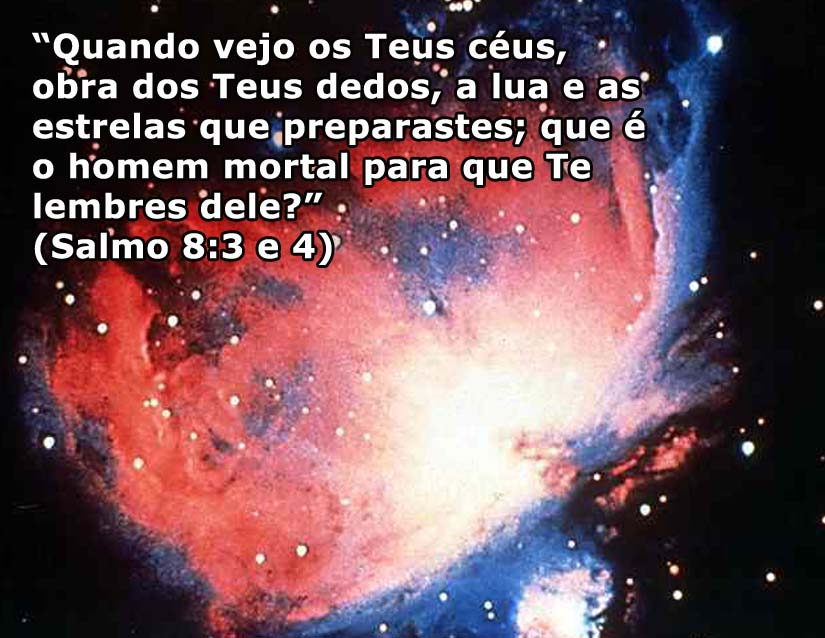 “Quando vejo os Teus céus,
obra dos Teus dedos, a lua e as
estrelas que preparastes; que é
o homem mortal para que Te
lembres dele?”
(Salmo 8:3 e 4)